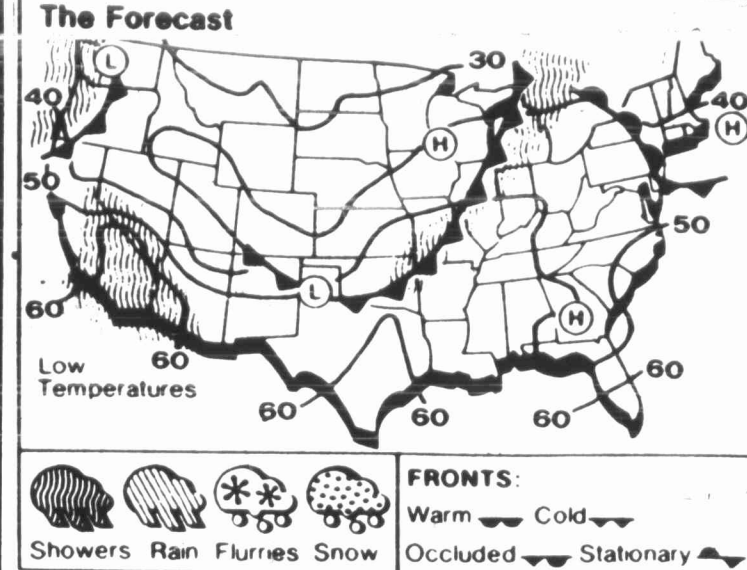 The Forecast
30
L
40
40
H
H
50
50
L
H
60
60
Low
Temperatures
60
60
60
60
Showers Rain Flurries Snow
FRONTS:
Warm Cold
Occluded Stationary